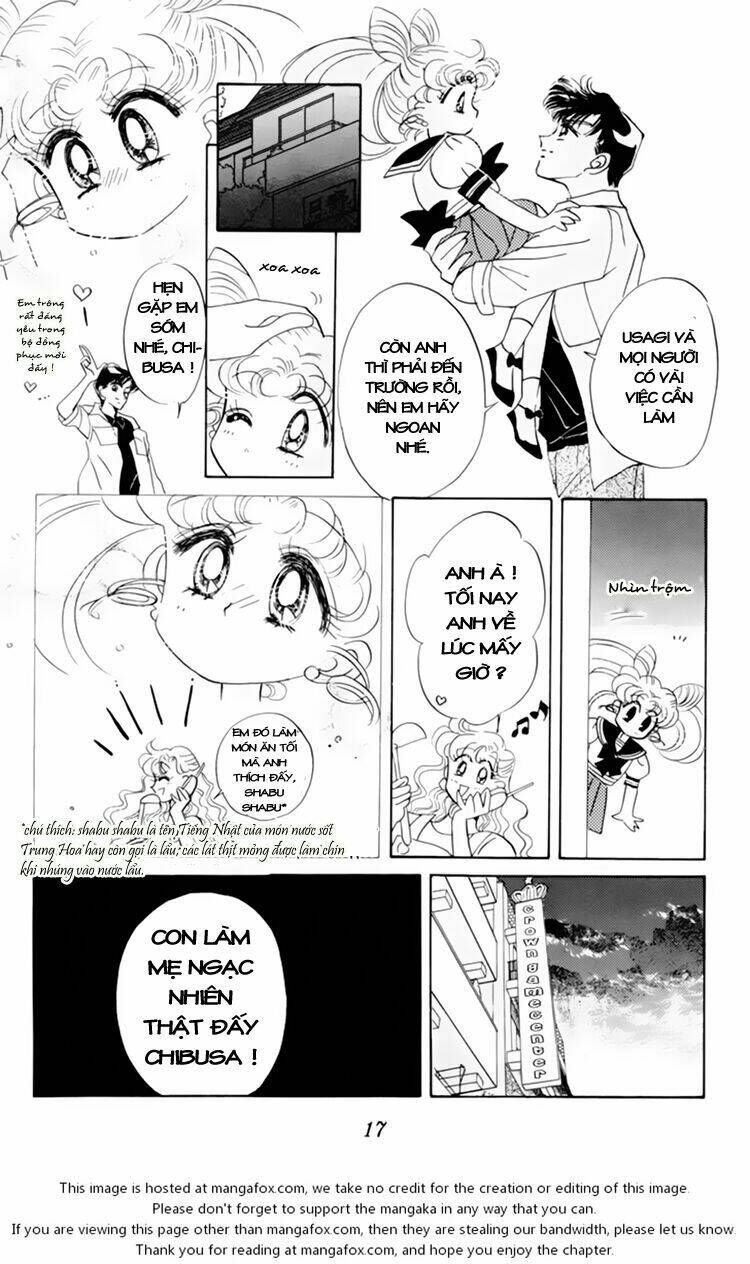 USAGI VÀ
MỌI NGƯỜI
CÓ VÀI
VIỆC CẦN
LÀM
CÒN ANH
THÌ PHẢI ĐẾN
TRƯỜNG RỒI,
NÊN EM HÃY
NGOAN
NHÉ.
xoa xoa
HẸN
GẶP EM
SỚM
NHÉ, CHI-
BUSA !
Em trông
rất đáng
yêu trong
bộ đồng
phục mới
đấy !
Nhìn trộm
ANH À !
TỐI NAY
ANH VỀ
LÚC MẤY
GIỜ ?
EM ĐÓ LÀM
MÓN ĂN TỐI
MÀ ANH
THÍCH ĐẤY,
SHABU
SHABU*
*chú thích: shabu shabu là tên Tiếng Nhật của món nước sốt
Trung Hoa hay còn gọi là lẩu; các lát thịt mỏng được làm chín
khi nhúng vào nước lẩu.
crown game center
CON LÀM
MẸ NGẠC
NHIÊN
THẬT ĐẤY
CHIBUSA !
17
This image is hosted at mangafox.com, we take no credit for the creation or editing of this image.
Please don't forget to support the mangaka in any way that you can.
If you are viewing this page other than mangafox.com, then they are stealing our bandwidth, please let us know.
Thank you for reading at mangafox.com, and hope you enjoy the chapter.